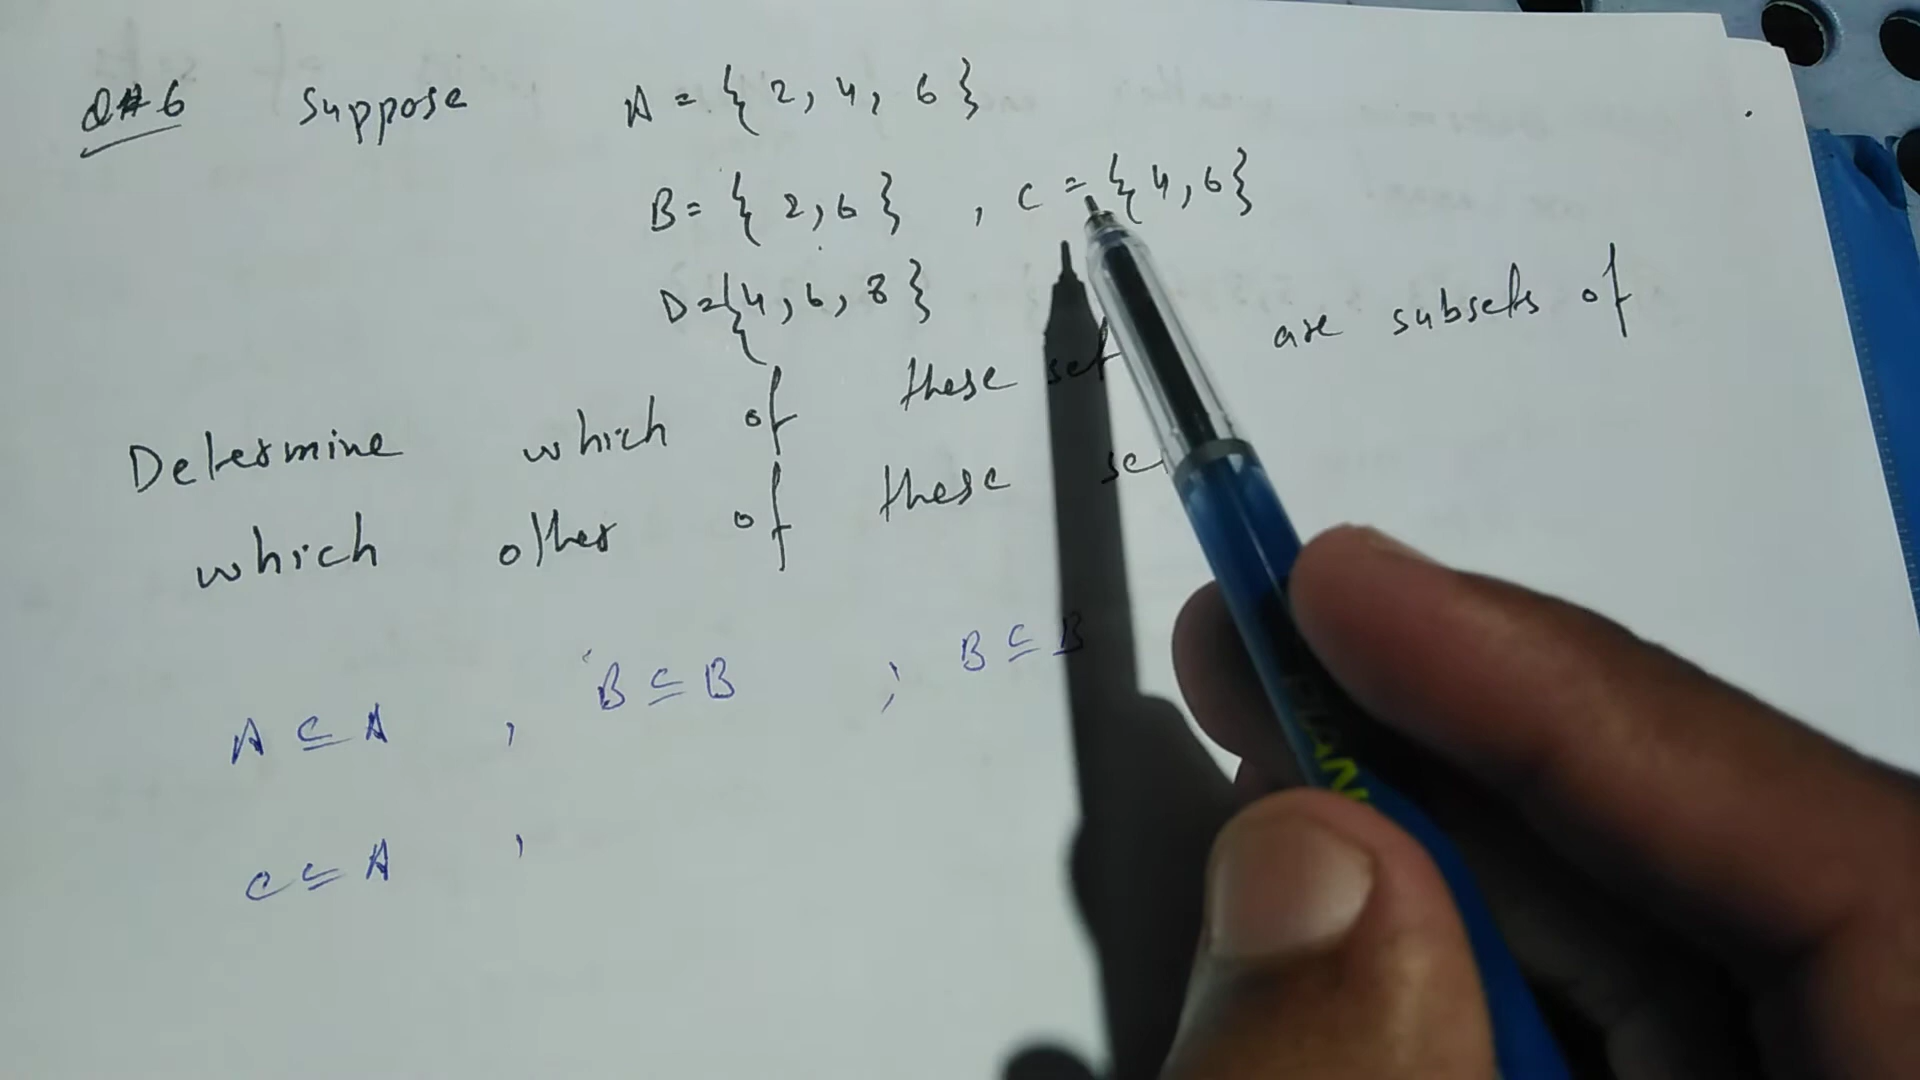 Q#6 Suppose A = { 2, 4, 6 }
B = { 2, 6 } , C = { 4, 6 }
D = { 4, 6, 8 }
Determine which of these set are subsets of
which other of these
A ⊆ A , B ⊆ B , B ⊆ B
C ⊆ A ,